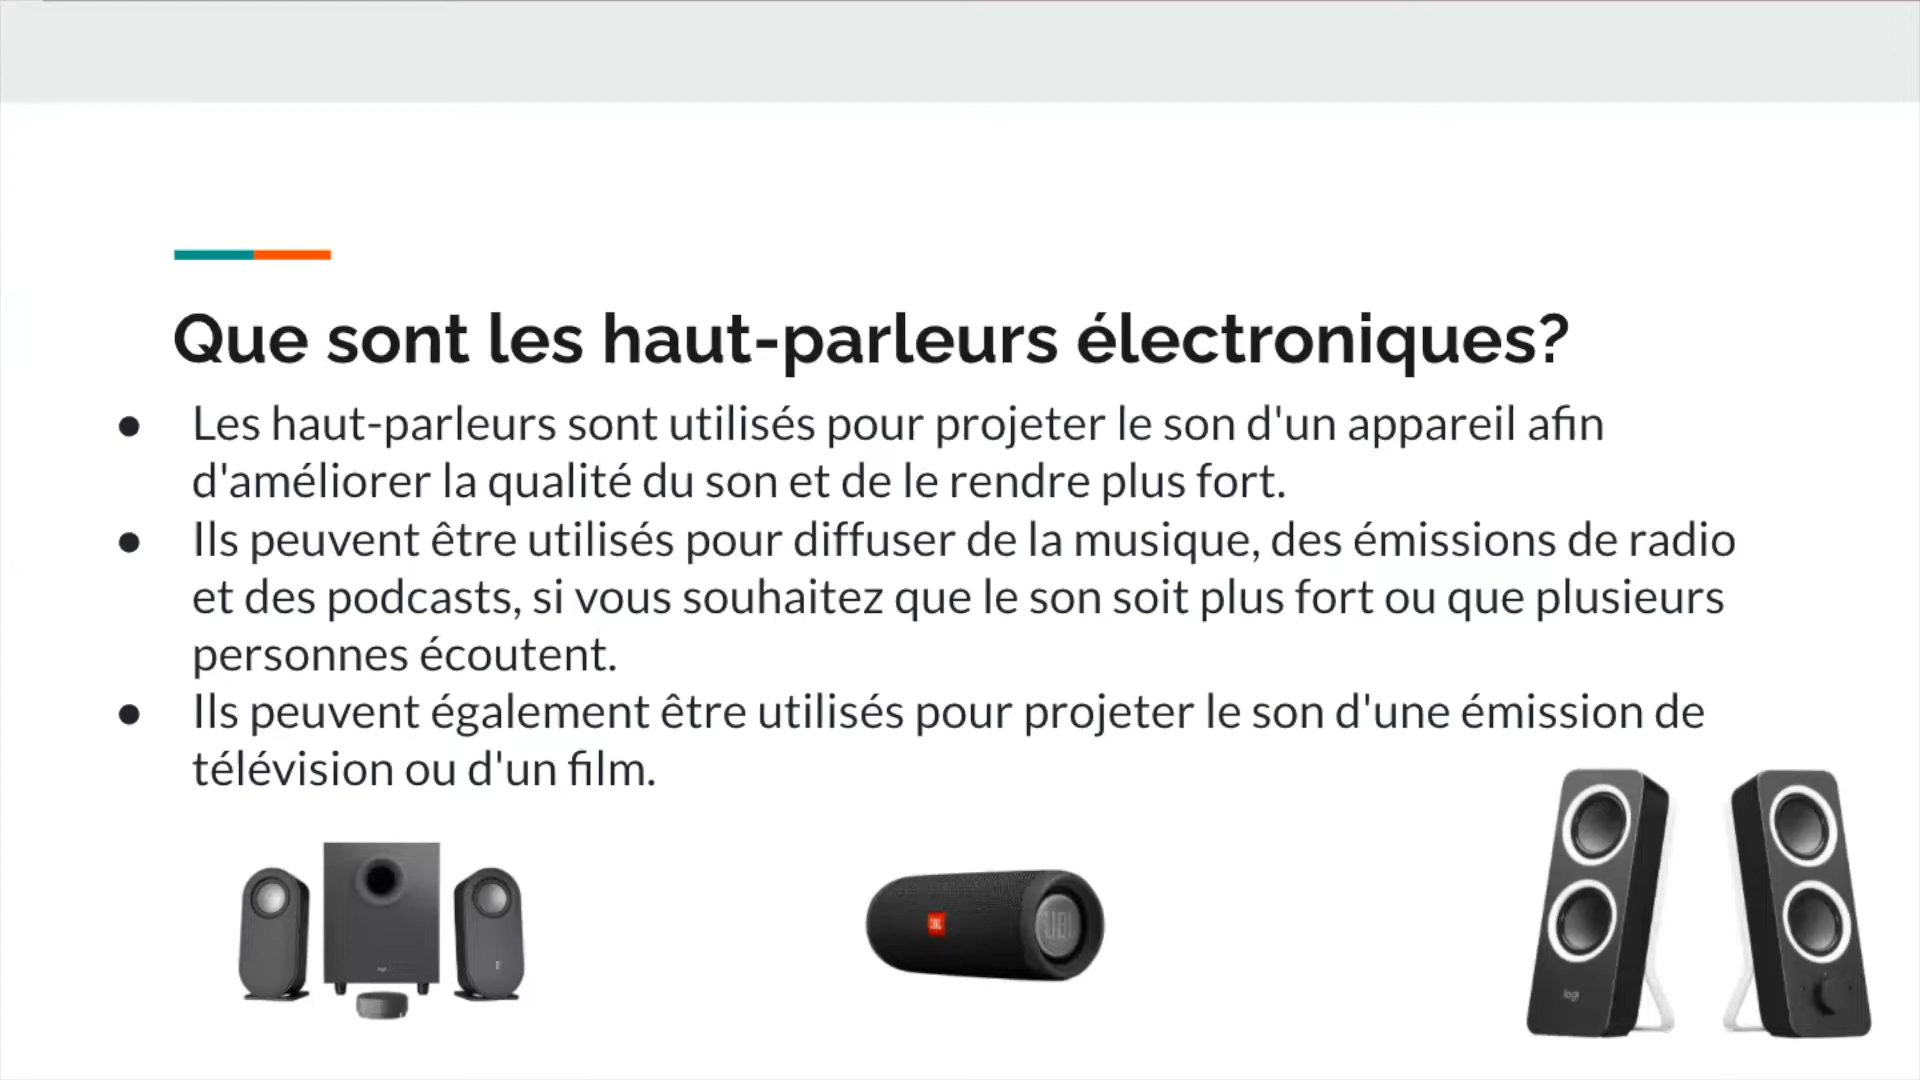 Que sont les haut-parleurs électroniques?
● Les haut-parleurs sont utilisés pour projeter le son d'un appareil afin
d'améliorer la qualité du son et de le rendre plus fort.
● Ils peuvent être utilisés pour diffuser de la musique, des émissions de radio
et des podcasts, si vous souhaitez que le son soit plus fort ou que plusieurs
personnes écoutent.
● Ils peuvent également être utilisés pour projeter le son d'une émission de
télévision ou d'un film.
JBL
JBL
logi